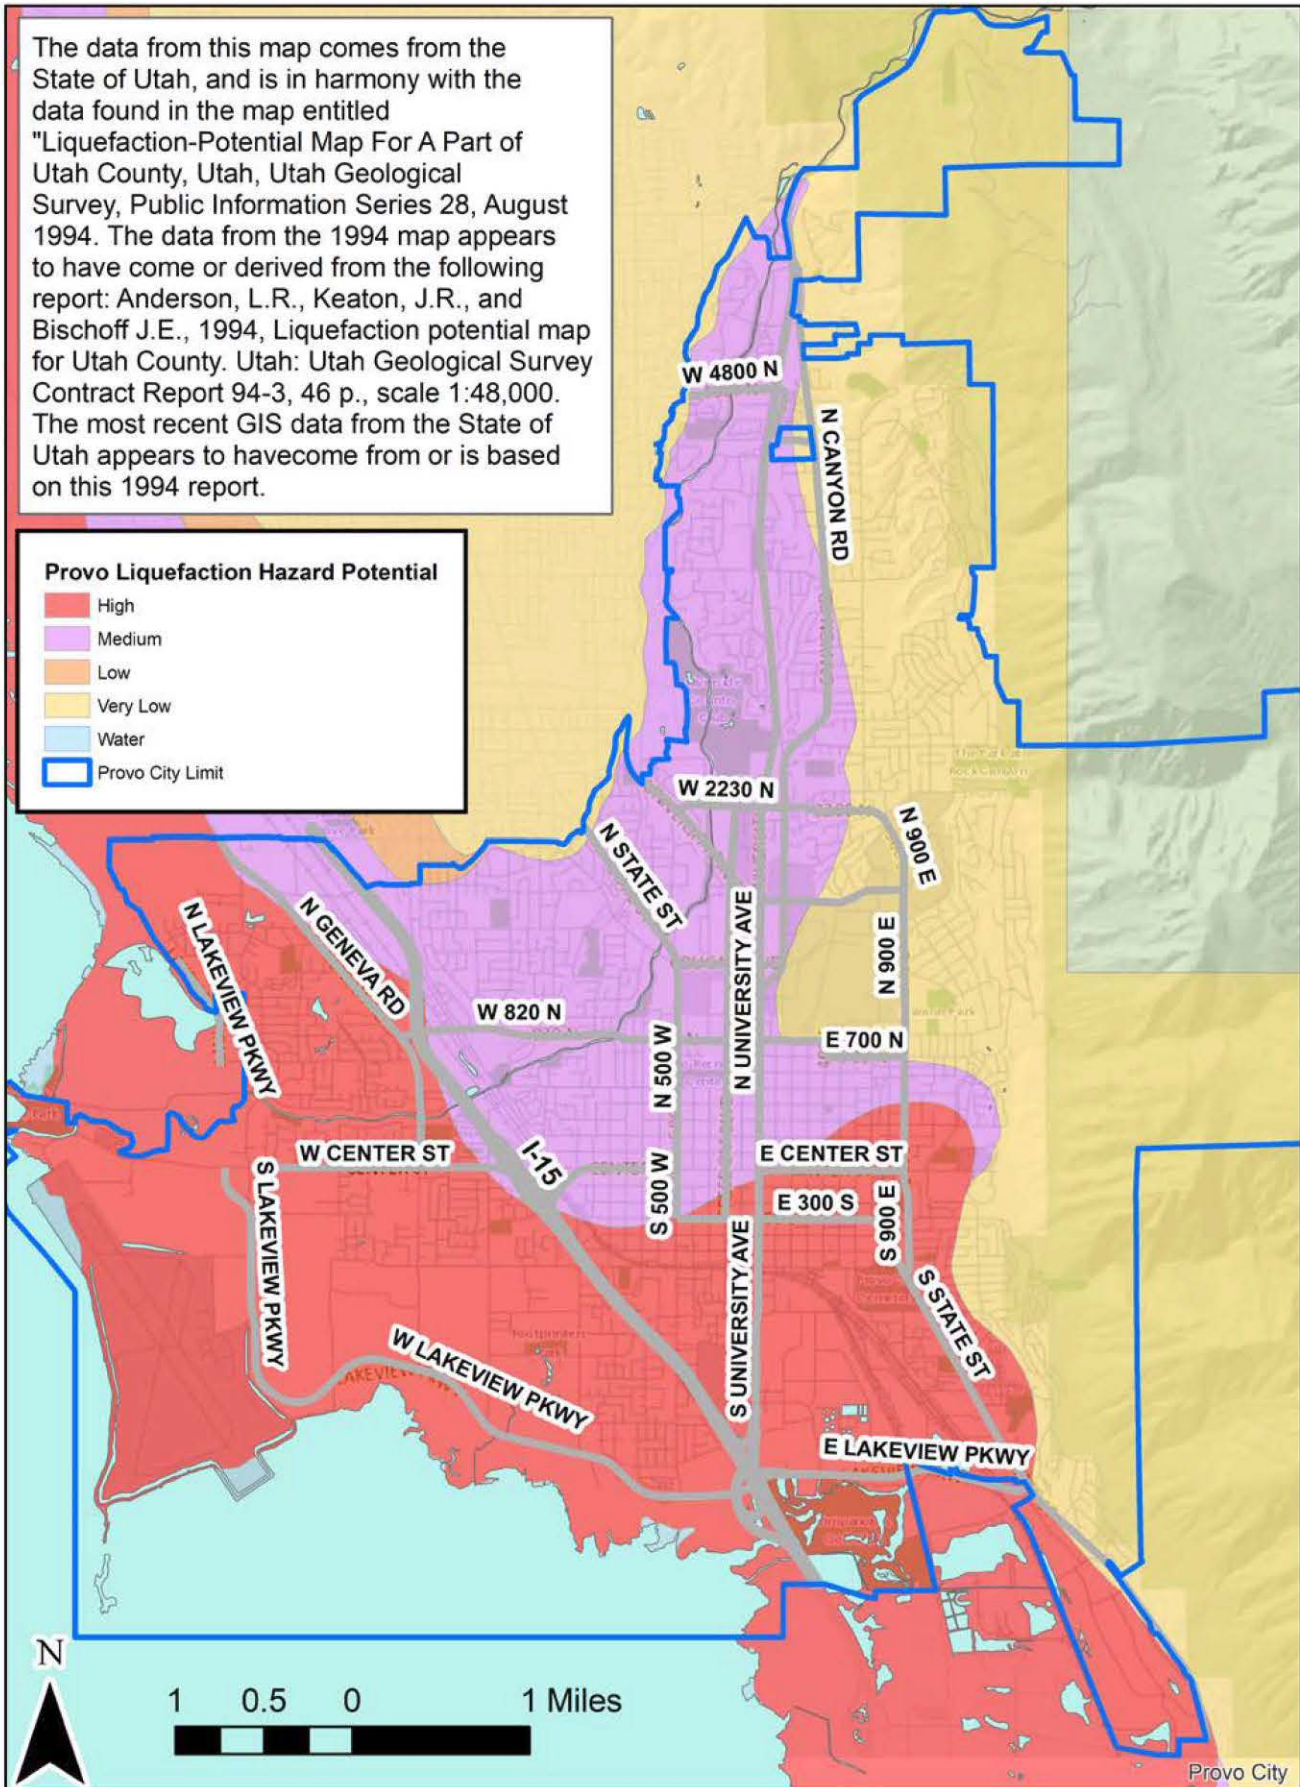 The data from this map comes from the
State of Utah, and is in harmony with the
data found in the map entitled
"Liquefaction-Potential Map For A Part of
Utah County, Utah, Utah Geological
Survey, Public Information Series 28, August
1994. The data from the 1994 map appears
to have come or derived from the following
report: Anderson, L.R., Keaton, J.R., and
Bischoff J.E., 1994, Liquefaction potential map
for Utah County. Utah: Utah Geological Survey
Contract Report 94-3, 46 p., scale 1:48,000.
The most recent GIS data from the State of
Utah appears to havecome from or is based
on this 1994 report.
Provo Liquefaction Hazard Potential
High
Medium
Low
Very Low
Water
Provo City Limit
W 4800 N
N CANYON RD
W 2230 N
N 900 E
N STATE ST
N UNIVERSITY AVE
N 900 E
N LAKEVIEW PKWY
N GENEVA RD
W 820 N
N 500 W
E 700 N
W CENTER ST
I-15
E CENTER ST
S LAKEVIEW PKWY
S 500 W
E 300 S
S 900 E
S UNIVERSITY AVE
S STATE ST
W LAKEVIEW PKWY
E LAKEVIEW PKWY
N
1 0.5 0 1 Miles
Provo City